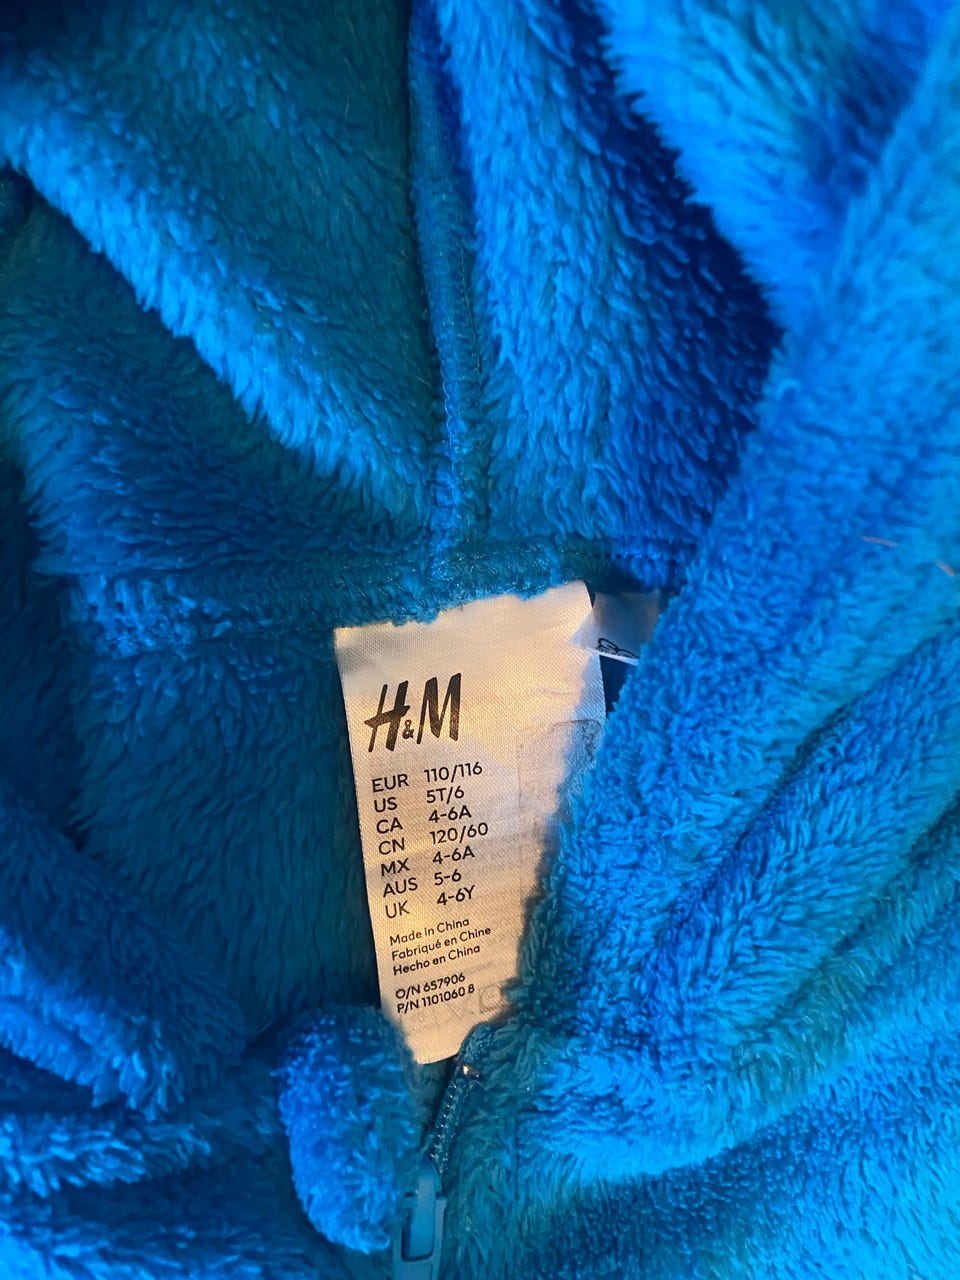 H&M
EUR 110/116
US 5T/6
CA 4-6A
CN 120/60
MX 4-6A
AUS 5-6
UK 4-6Y
Made in China
Fabriqué en Chine
Hecho en China
O/N 657906
P/N 1101060 B